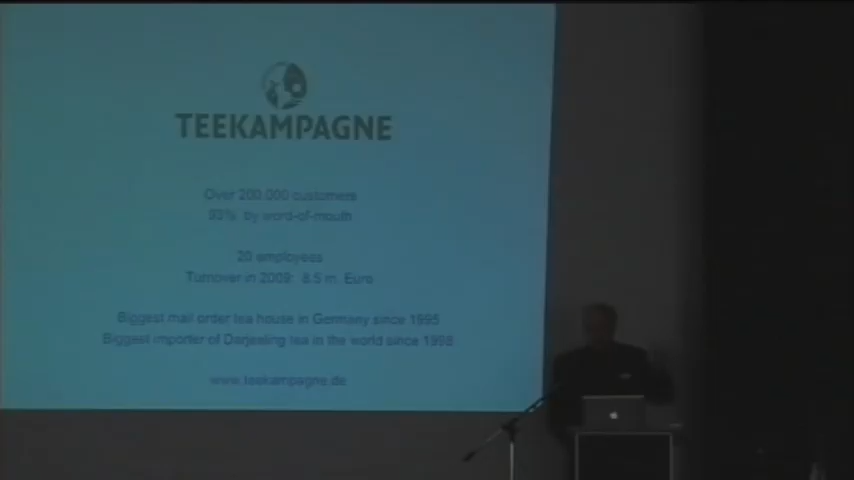 TEEKAMPAGNE
Over 200.000 customers
93% by word-of-mouth
20 employees
Turnover in 2009: 8.5 m. Euro
Biggest mail order tea house in Germany since 1995
Biggest importer of Darjeeling tea in the world since 1998
www.teekampagne.de